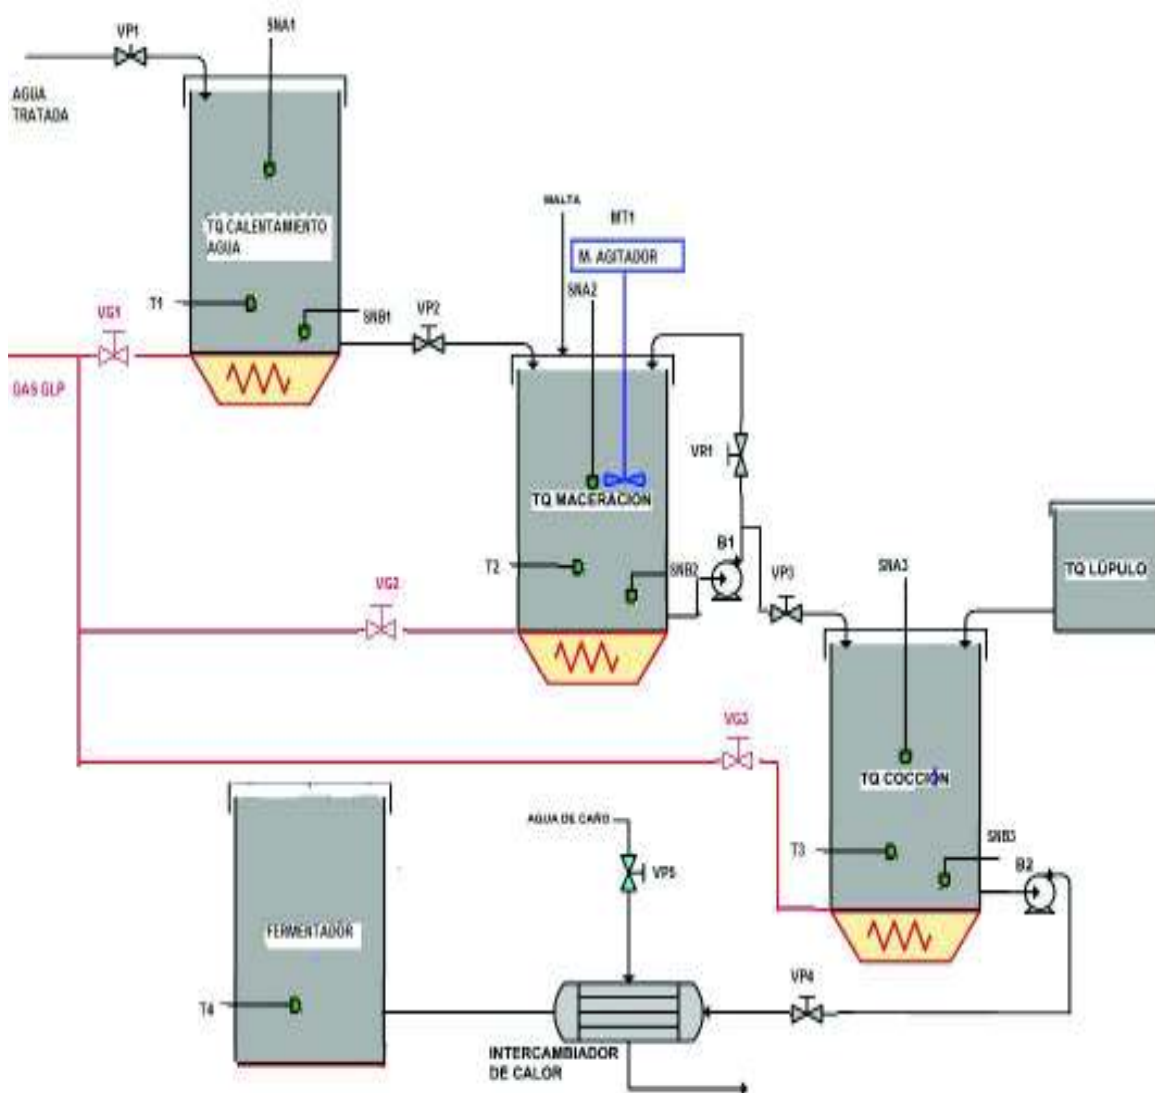 VP1
SNA1
AGUA
TRATADA
TQ CALENTAMIENTO
AGUA
T1
SNB1
VG1
GAS GLP
VP2
MALTA
MT1
M. AGITADOR
SNA2
VR1
TQ MACERACIÓN
T2
SNB2
B1
VG2
VP3
SNA3
TQ LÚPULO
VG3
TQ COCCIÓN
T3
SNB3
B2
AGUA DE CAÑO
VP5
FERMENTADOR
T4
VP4
INTERCAMBIADOR
DE CALOR